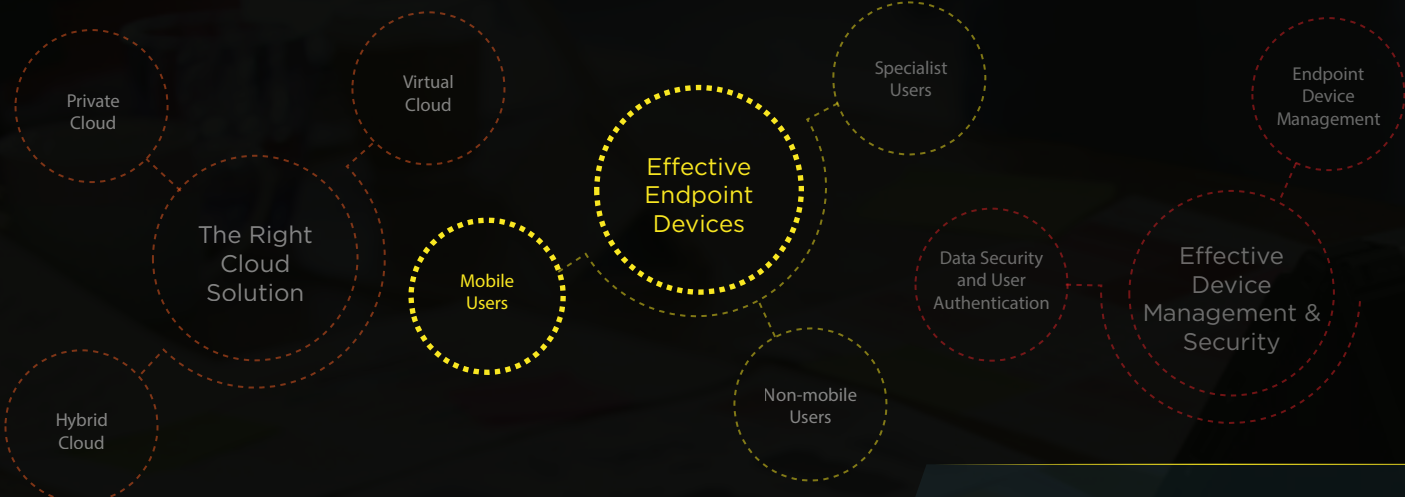 Private
Cloud
Virtual
Cloud
The Right
Cloud
Solution
Hybrid
Cloud
Mobile
Users
Effective
Endpoint
Devices
Specialist
Users
Non-mobile
Users
Data Security
and User
Authentication
Effective
Device
Management &
Security
Endpoint
Device
Management